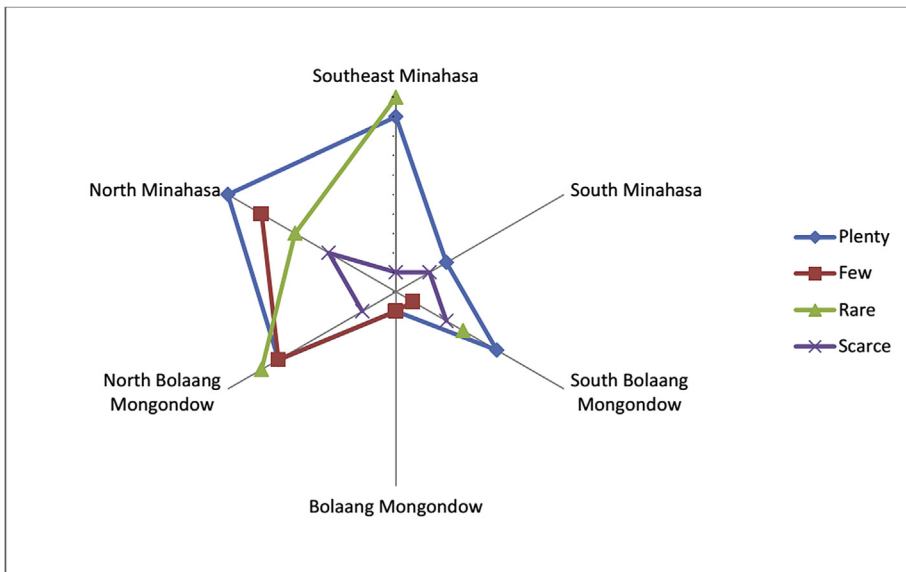 Southeast Minahasa
North Minahasa
South Minahasa
North Bolaang
Mongondow
South Bolaang
Mongondow
Bolaang Mongondow
Plenty
Few
Rare
Scarce